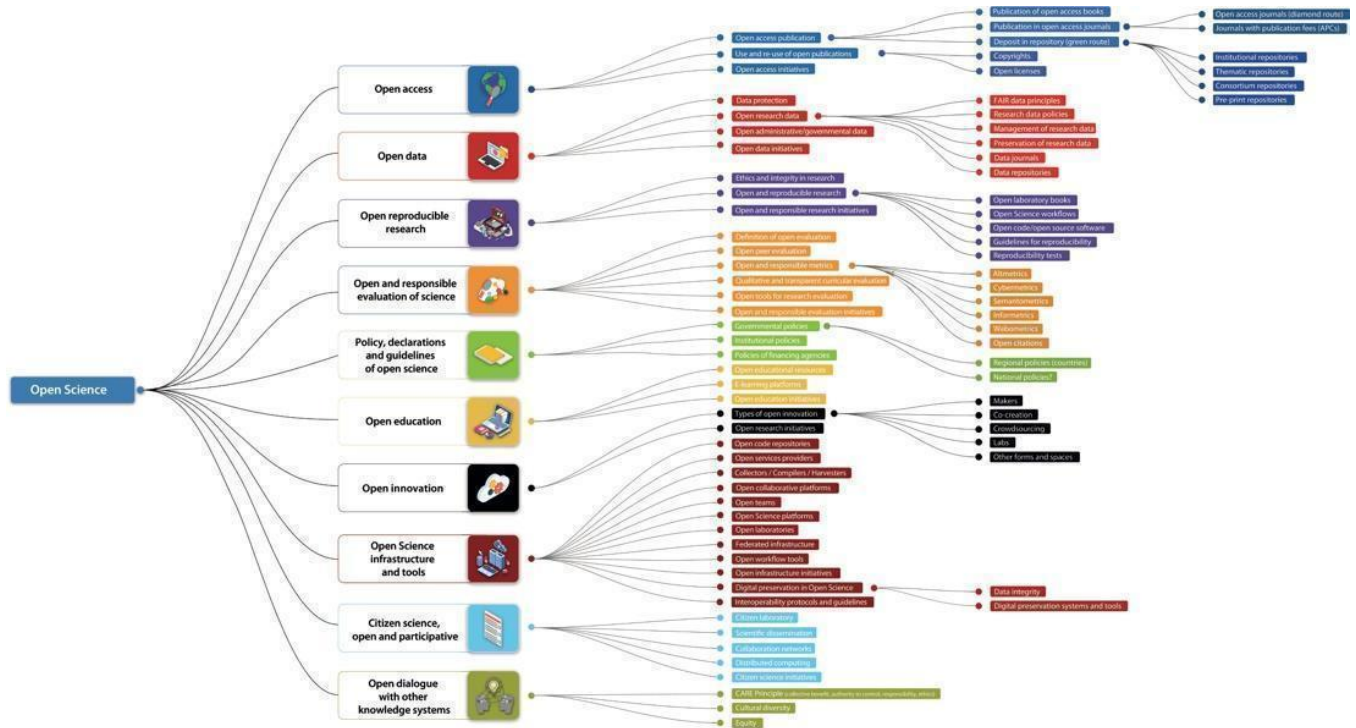 Open Science
Open access
Open access publication
Publication of open access books
Publication in open access journals
Open access journals (diamond route)
Journals with publication fees (APCs)
Deposit in repository (green route)
Institutional repositories
Thematic repositories
Consortium repositories
Pre-print repositories
Use and re-use of open publications
Copyrights
Open licenses
Open access initiatives
Open data
Data protection
Open research data
FAIR data principles
Research data policies
Management of research data
Preservation of research data
Data journals
Data repositories
Open administrative/governmental data
Open data initiatives
Open reproducible
research
Ethics and integrity in research
Open and reproducible research
Open laboratory books
Open Science workflows
Open code/open source software
Guidelines for reproducibility
Reproducibility tests
Open and responsible research initiatives
Open and responsible
evaluation of science
Definition of open evaluation
Open peer evaluation
Open and responsible metrics
Altmetrics
Cybermetrics
Semantometrics
Informetrics
Webometrics
Open citations
Qualitative and transparent curricular evaluation
Open tools for research evaluation
Open and responsible evaluation initiatives
Policy, declarations
and guidelines
of open science
Governmental policies
Regional policies (countries)
National policies?
Institutional policies
Policies of financing agencies
Open education
Open educational resources
E-learning platforms
Open education initiatives
Open innovation
Types of open innovation
Makers
Co-creation
Crowdsourcing
Labs
Other forms and spaces
Open research initiatives
Open Science
infrastructure
and tools
Open code repositories
Open services providers
Collectors / Compilers / Harvesters
Open collaborative platforms
Open teams
Open Science platforms
Open laboratories
Federated infrastructure
Open workflow tools
Open infrastructure initiatives
Digital preservation in Open Science
Data integrity
Digital preservation systems and tools
Interoperability protocols and guidelines
Citizen science,
open and participative
Citizen laboratory
Scientific dissemination
Collaboration networks
Distributed computing
Citizen science initiatives
Open dialogue
with other
knowledge systems
CARE Principle (collective benefit, authority to control, responsibility, ethics)
Cultural diversity
Equity